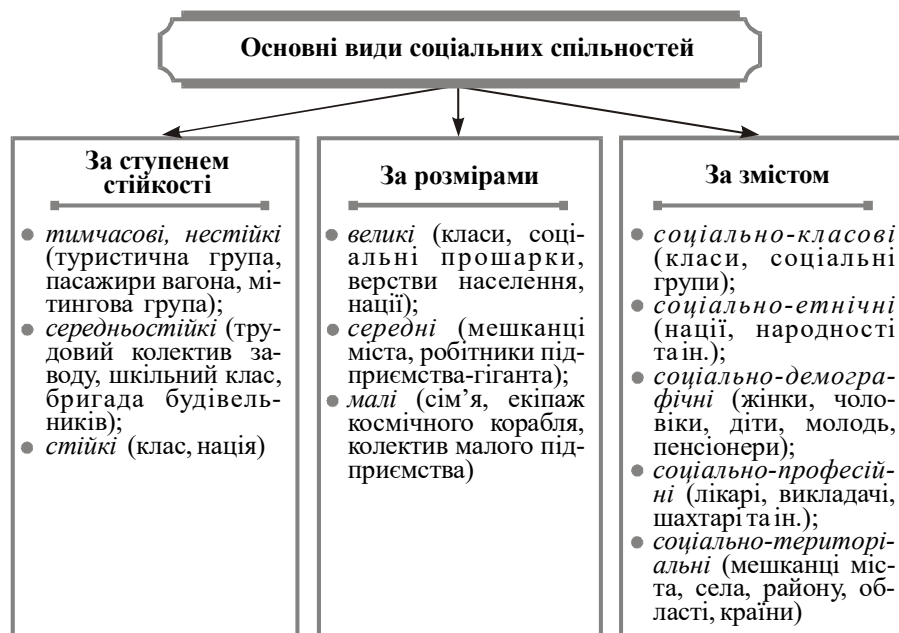 Основні види соціальних спільностей
За ступенем
стійкості
тимчасові, нестійкі
(туристична група,
пасажири вагона, мі-
тингова група);
середньостійкі (тру-
довий колектив за-
воду, шкільний клас,
бригада будівель-
ників);
стійкі (клас, нація)
За розмірами
великі (класи, соці-
альні прошарки,
верстви населення,
нації);
середні (мешканці
міста, робітники під-
приємства-гіганта);
малі (сім’я, екіпаж
космічного корабля,
колектив малого під-
приємства)
За змістом
соціально-класові
(класи, соціальні
групи);
соціально-етнічні
(нації, народності
та ін.);
соціально-демогра-
фічні (жінки, чоло-
віки, діти, молодь,
пенсіонери);
соціально-професій-
ні (лікарі, викладачі,
шахтарі та ін.);
соціально-територі-
альні (мешканці міс-
та, села, району, об-
ласті, країни)